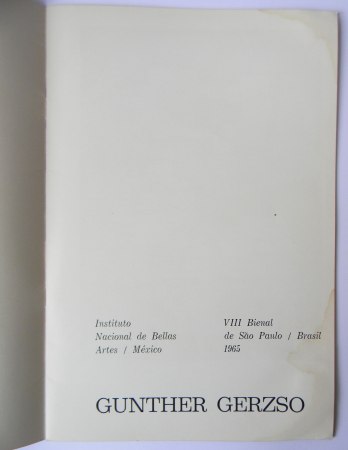 Instituto
Nacional de Bellas
Artes / México
VIII Bienal
de São Paulo / Brasil
1965
GUNTHER GERZSO